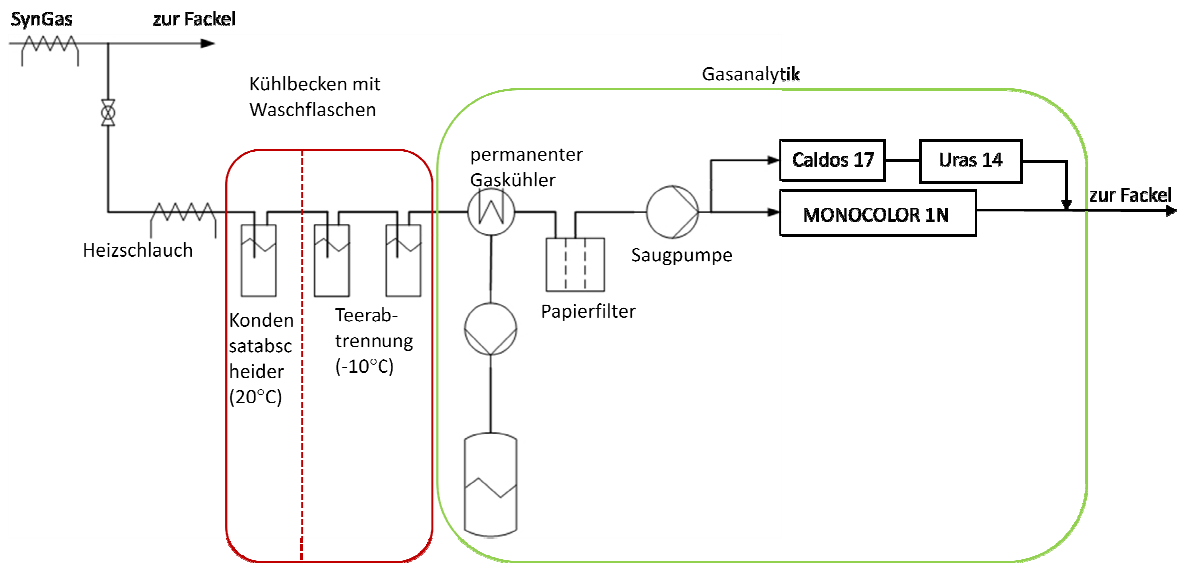 SynGas
zur Fackel
Kühlbecken mit
Waschflaschen
Gasanalytik
permanenter
Gaskühler
Caldos 17
Uras 14
MONOCOLOR 1N
zur Fackel
Heizschlauch
Saugpumpe
Papierfilter
Konden
satabsc
heider
(20°C)
Teerab-
trennung
(-10°C)